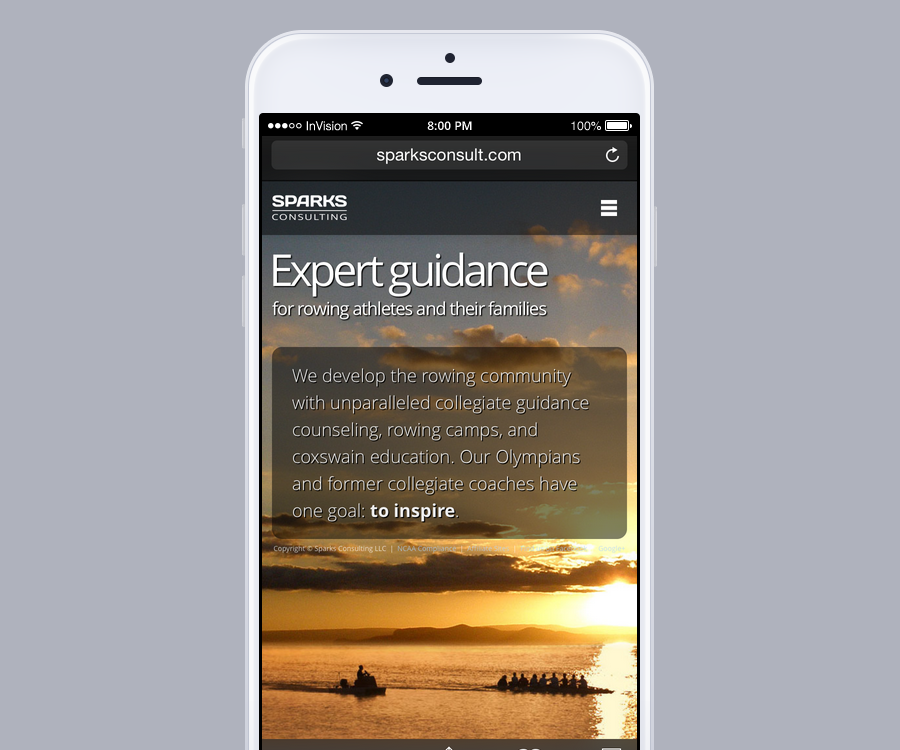 InVision 8:00 PM 100%
sparksconsult.com
SPARKS
CONSULTING
Expert guidance
for rowing athletes and their families
We develop the rowing community
with unparalleled collegiate guidance
counseling, rowing camps, and
coxswain education. Our Olympians
and former collegiate coaches have
one goal: to inspire.
Copyright © Sparks Consulting LLC | NCAA Compliance |